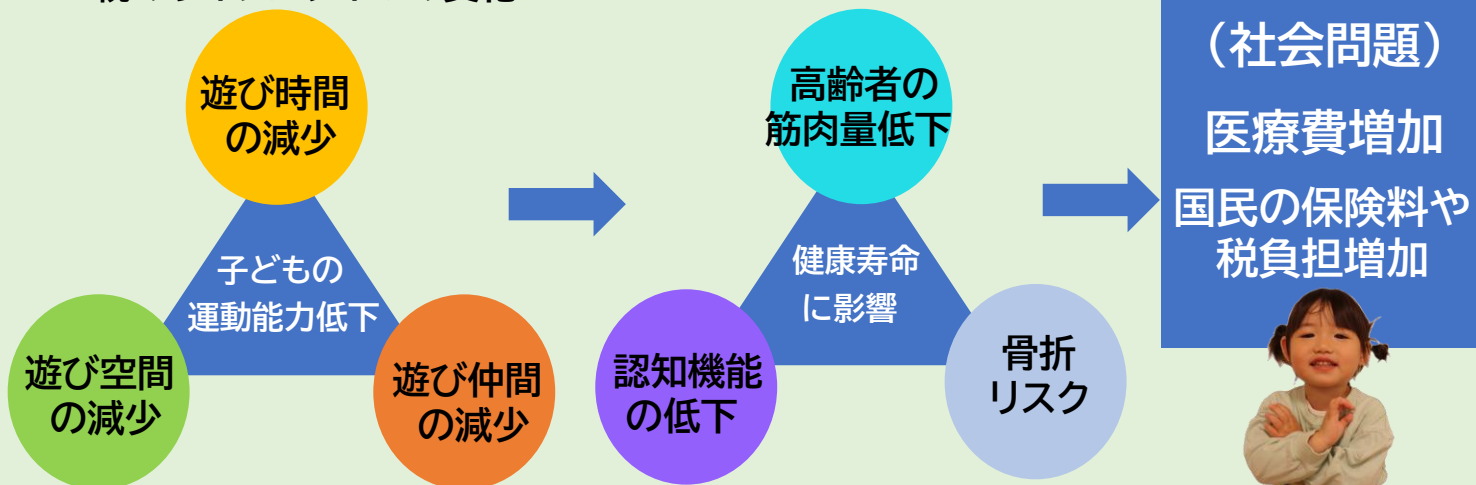 遊び時間
の減少
子どもの
運動能力低下
遊び空間
の減少
遊び仲間
の減少
高齢者の
筋肉量低下
健康寿命
に影響
認知機能
の低下
骨折
リスク
(社会問題)
医療費増加
国民の保険料や
税負担増加